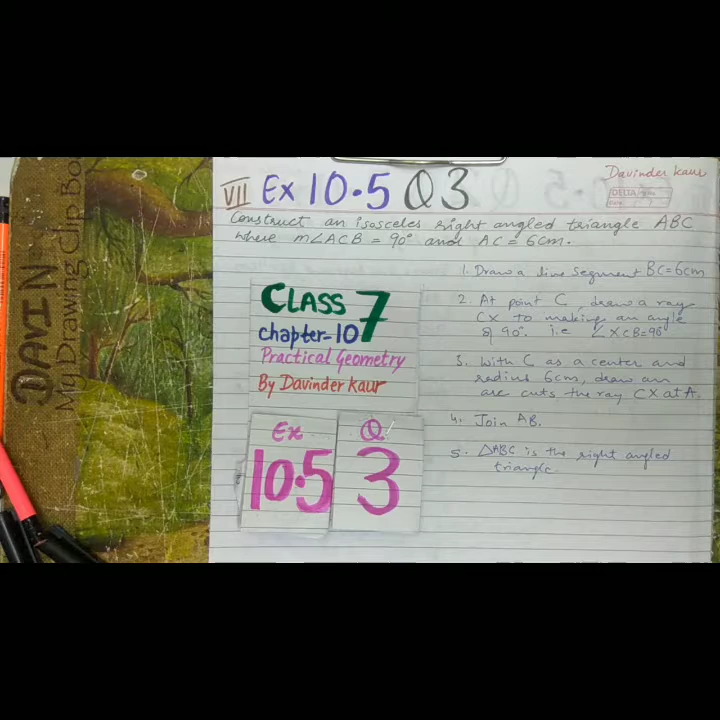 VII Ex 10.5 Q3
Davinder kaur
DELTA
Construct an isosceles right angled triangle ABC
where m∠ACB = 90° and AC = 6cm.
1. Draw a line segment BC=6cm
2. At point C, draw a ray
CX to making an angle
of 90°. i.e ∠XCB=90°
3. With C as a center and
radius 6cm, draw an
arc cuts the ray CX at A.
4. Join AB.
5. △ABC is the right angled
triangle.
CLASS 7
chapter-10
Practical Geometry
By Davinder kaur
Ex
10.5
Q
3
DAVIN
My Drawing Clip Boa